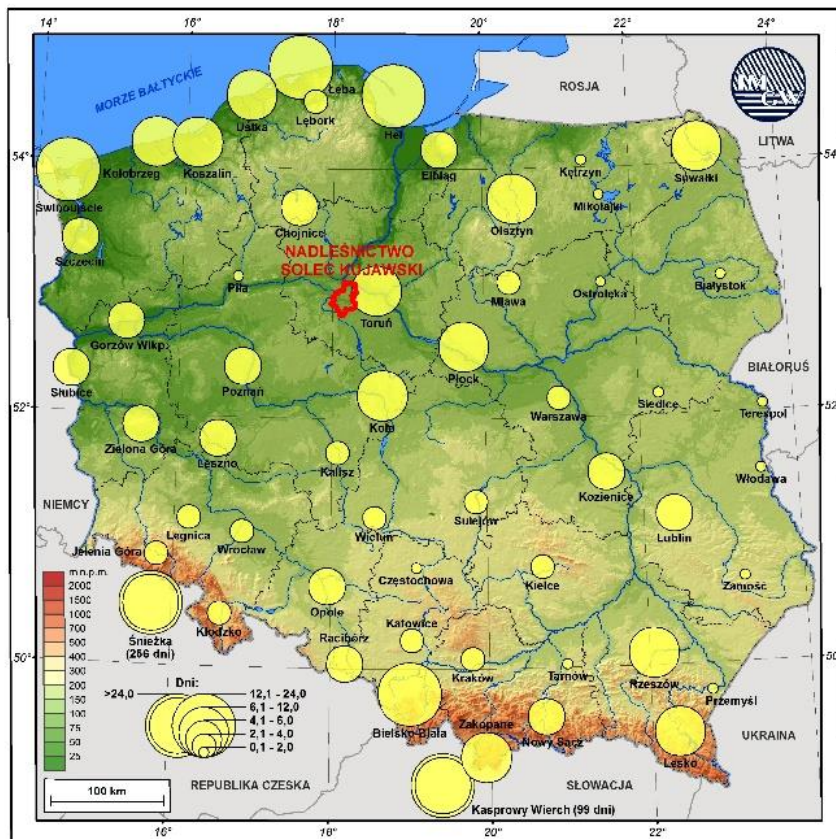 14°
16°
18°
20°
22°
24°
MORZE BAŁTYCKIE
ROSJA
IM
GW
LITWA
Łeba
Ustka
Lębork
Hel
54°
Kołobrzeg
Koszalin
Elbląg
Kętrzyn
Suwałki
54°
Świnoujście
Mikołajki
Chojnice
Olsztyn
Szczecin
NADLEŚNICTWO
SOLEC KUJAWSKI
Piła
Mława
Ostrołęka
Białystok
Toruń
Gorzów Wlkp.
Płock
BIAŁORUŚ
Słubice
Poznań
52°
Koło
Warszawa
Siedlce
Terespol
52°
Zielona Góra
Leszno
Kalisz
Kozienice
Włodawa
NIEMCY
Legnica
Wrocław
Wieluń
Sulejów
Lublin
Jelenia Góra
Częstochowa
Kielce
Zamość
m n.p.m.
2000
1500
1000
700
500
400
300
200
150
100
75
50
25
Śnieżka
(256 dni)
Kłodzko
Opole
Katowice
Racibórz
50°
Kraków
Tarnów
Rzeszów
Przemyśl
50°
Dni:
>24,0
12,1 - 24,0
6,1 - 12,0
4,1 - 6,0
2,1 - 4,0
0,1 - 2,0
Bielsko-Biała
Zakopane
Nowy Sącz
Lesko
UKRAINA
100 km
REPUBLIKA CZESKA
SŁOWACJA
Kasprowy Wierch (99 dni)
16°
18°
20°
22°